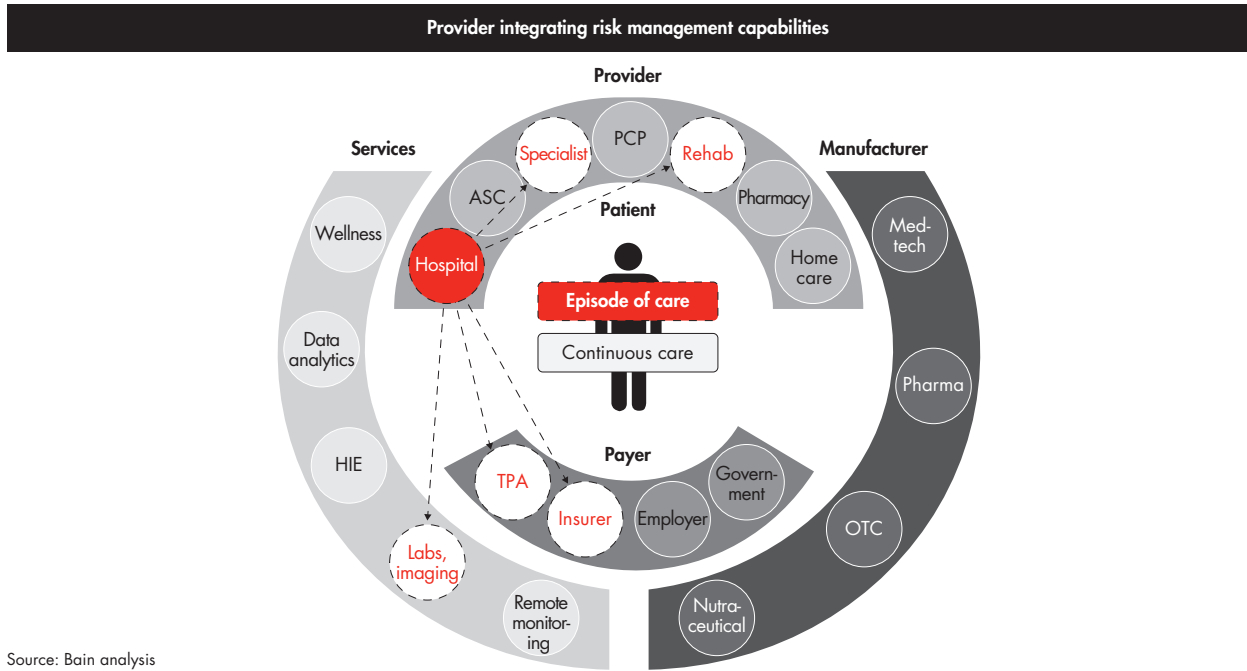 Provider integrating risk management capabilities
Provider
Services
Manufacturer
Specialist
PCP
Rehab
ASC
Pharmacy
Hospital
Home
care
Patient
Episode of care
Continuous care
Payer
TPA
Insurer
Employer
Govern-
ment
Wellness
Data
analytics
HIE
Labs,
imaging
Remote
monitor-
ing
Med-
tech
Pharma
OTC
Nutra-
ceutical
Source: Bain analysis